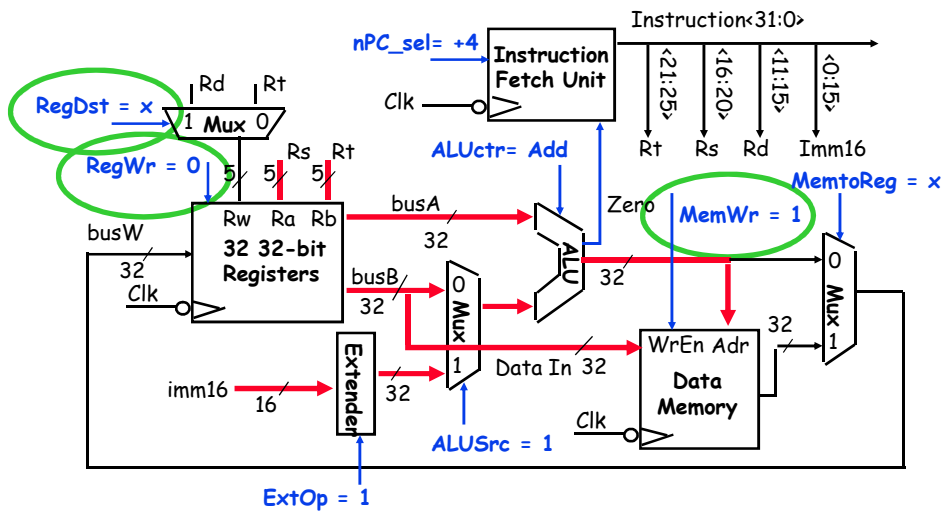 Instruction<31:0>
nPC_sel= +4
Instruction
Fetch Unit
<21:25>
<16:20>
<11:15>
<0:15>
Clk
Rd
Rt
RegDst = x
1 Mux 0
Rt
Rs
Rd
Imm16
RegWr = 0
5
5
5
Rs
Rt
ALUctr= Add
MemtoReg = x
Zero
MemWr = 1
busA
32
Rw
Ra
Rb
32 32-bit
Registers
busW
32
Clk
busB
32
0
Mux
1
ALU
32
0
Mux
1
WrEn Adr
Data
Memory
32
Data In
32
Clk
imm16
16
Extender
32
ALUSrc = 1
ExtOp = 1